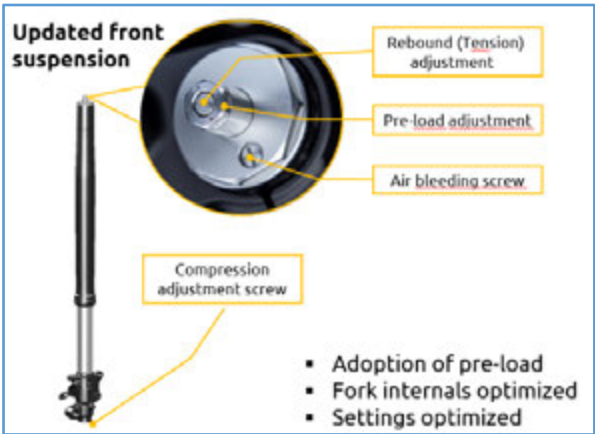 Updated front
suspension
Rebound (Tension)
adjustment
Pre-load adjustment
Air bleeding screw
Compression
adjustment screw
▪ Adoption of pre-load
▪ Fork internals optimized
▪ Settings optimized